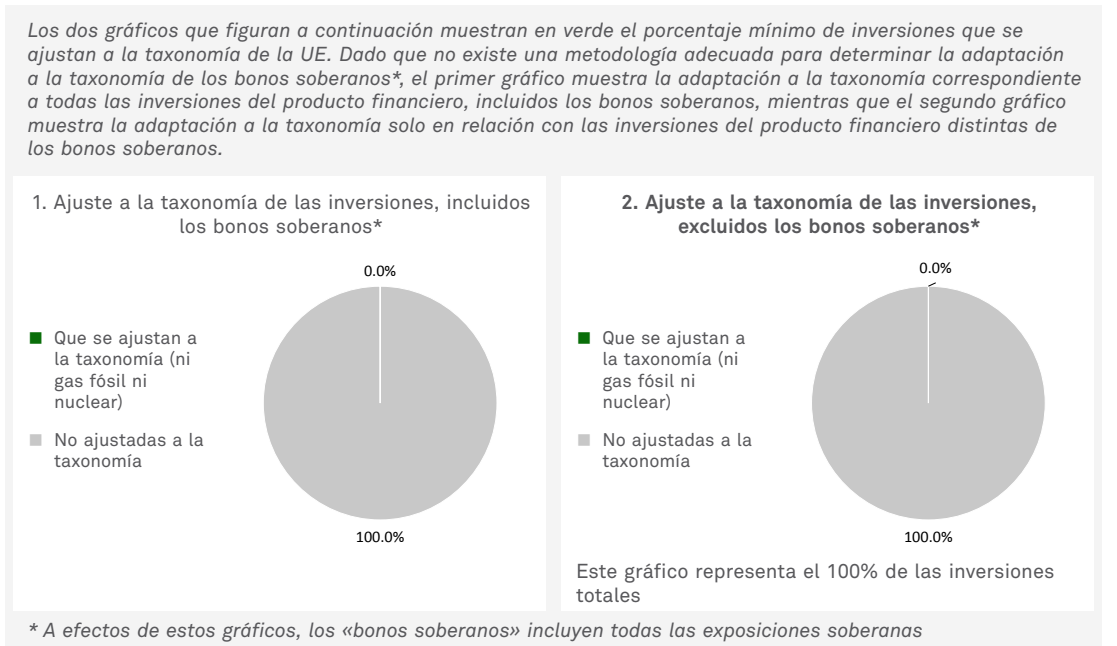 Los dos gráficos que figuran a continuación muestran en verde el porcentaje mínimo de inversiones que se
ajustan a la taxonomía de la UE. Dado que no existe una metodología adecuada para determinar la adaptación
a la taxonomía de los bonos soberanos*, el primer gráfico muestra la adaptación a la taxonomía correspondiente
a todas las inversiones del producto financiero, incluidos los bonos soberanos, mientras que el segundo gráfico
muestra la adaptación a la taxonomía solo en relación con las inversiones del producto financiero distintas de
los bonos soberanos.
1. Ajuste a la taxonomía de las inversiones, incluidos
los bonos soberanos*
0.0%
Que se ajustan a
la taxonomía (ni
gas fósil ni
nuclear)
No ajustadas a la
taxonomía
100.0%
2. Ajuste a la taxonomía de las inversiones,
excluidos los bonos soberanos*
0.0%
Que se ajustan a
la taxonomía (ni
gas fósil ni
nuclear)
No ajustadas a la
taxonomía
100.0%
Este gráfico representa el 100% de las inversiones
totales
* A efectos de estos gráficos, los «bonos soberanos» incluyen todas las exposiciones soberanas